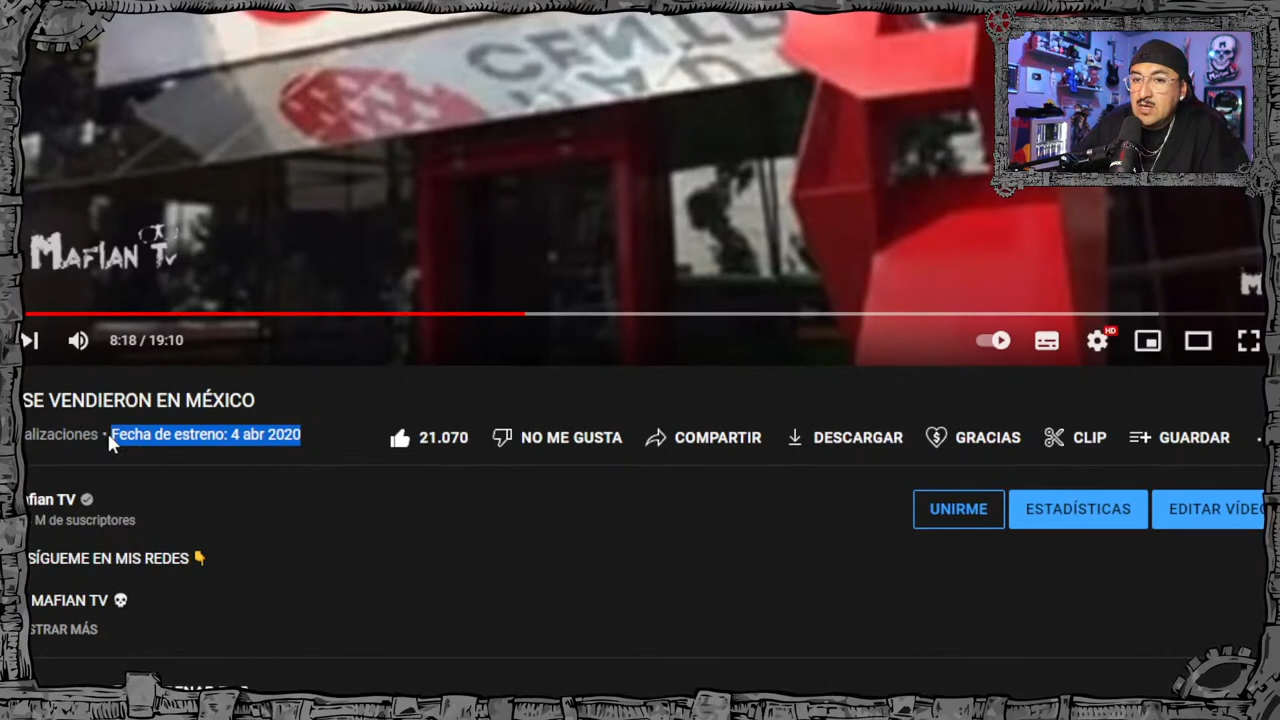 MAFIAN TV
8:18 / 19:10
HD
SE VENDIERON EN MÉXICO
alizaciones • Fecha de estreno: 4 abr 2020
21.070
NO ME GUSTA
COMPARTIR
DESCARGAR
GRACIAS
CLIP
GUARDAR
fian TV
M de suscriptores
UNIRME
ESTADÍSTICAS
EDITAR VÍDEO
SÍGUEME EN MIS REDES 👇
MAFIAN TV 💀
STRAR MÁS